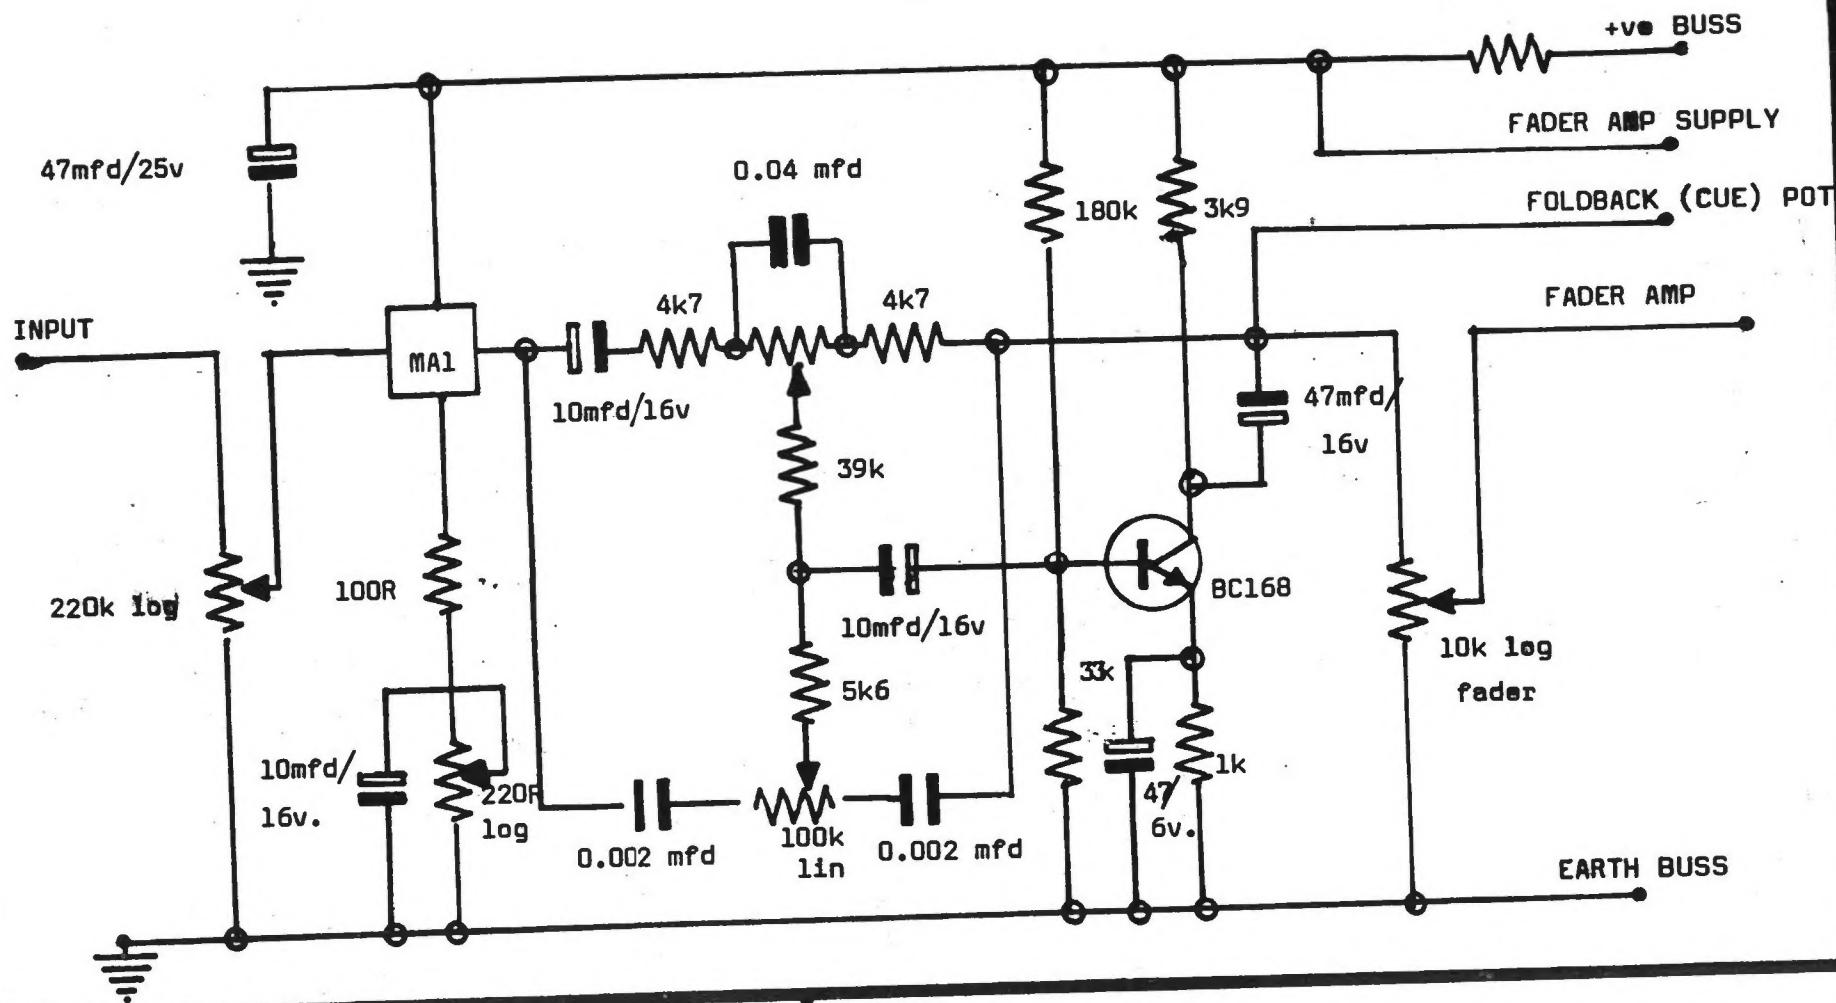 +ve BUSS
FADER AMP SUPPLY
47mfd/25v
0.04 mfd
180k
3k9
FOLDBACK (CUE) POT
4k7
4k7
FADER AMP
INPUT
MA1
10mfd/16v
47mfd/
16v
39k
100R
BC168
220k log
10mfd/16v
33k
10k log
fader
5k6
10mfd/
16v.
220R
log
1k
47/
6v.
100k
lin
0.002 mfd
0.002 mfd
EARTH BUSS